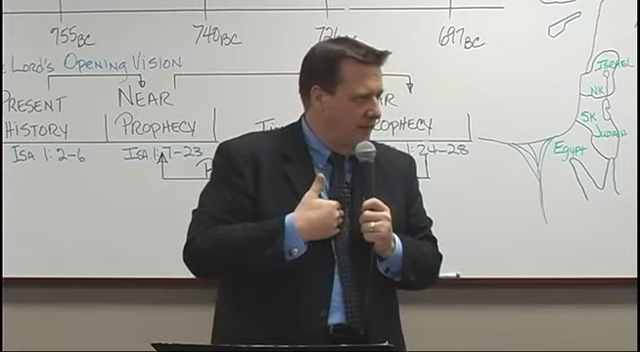 755BC 740BC 697BC
LORD'S OPENING VISION
PRESENT HISTORY
NEAR PROPHECY
ISA 1:2-6
ISA 1:7-23
1:24-28
ISRAEL
NK
SK
JUDAH
Egypt